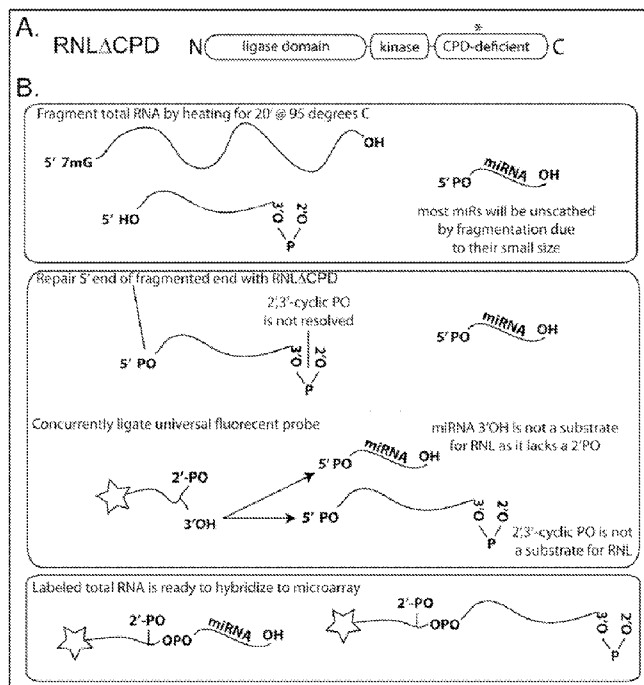 A.
RNLΔCPD
N ligase domain kinase CPD-deficient C
*
B.
Fragment total RNA by heating for 20' @ 95 degrees C
5' 7mG
OH
5' PO miRNA OH
5' HO
3'O 2'O
P
most miRs will be unscathed
by fragmentation due
to their small size
Repair 5' end of fragmented end with RNLΔCPD
2',3'-cyclic PO
is not resolved
5' PO
3'O 2'O
P
5' PO miRNA OH
Concurrently ligate universal fluorecent probe
miRNA 3'OH is not a substrate
for RNL as it lacks a 2'PO
2'-PO
3'OH
5' PO miRNA OH
5' PO
3'O 2'O
P
2',3'-cyclic PO is not
a substrate for RNL
Labeled total RNA is ready to hybridize to microarray
2'-PO
OPO miRNA OH
2'-PO
OPO
3'O 2'O
P